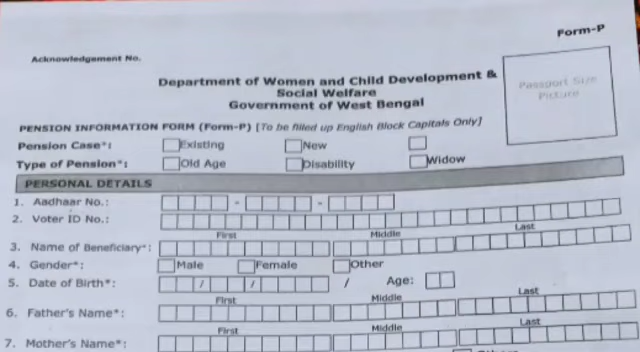 Form-P
Acknowledgement No.
Department of Women and Child Development &
Social Welfare
Government of West Bengal
Passport Size
Picture
PENSION INFORMATION FORM (Form-P) [To be filled up English Block Capitals Only]
Pension Case*: Existing New
Type of Pension*: Old Age Disability Widow
PERSONAL DETAILS
1. Aadhaar No.: - -
2. Voter ID No.:
First Middle Last
3. Name of Beneficiary*:
4. Gender*: Male Female Other
5. Date of Birth*: / / / Age:
First Middle Last
6. Father's Name*:
First Middle Last
7. Mother's Name*: